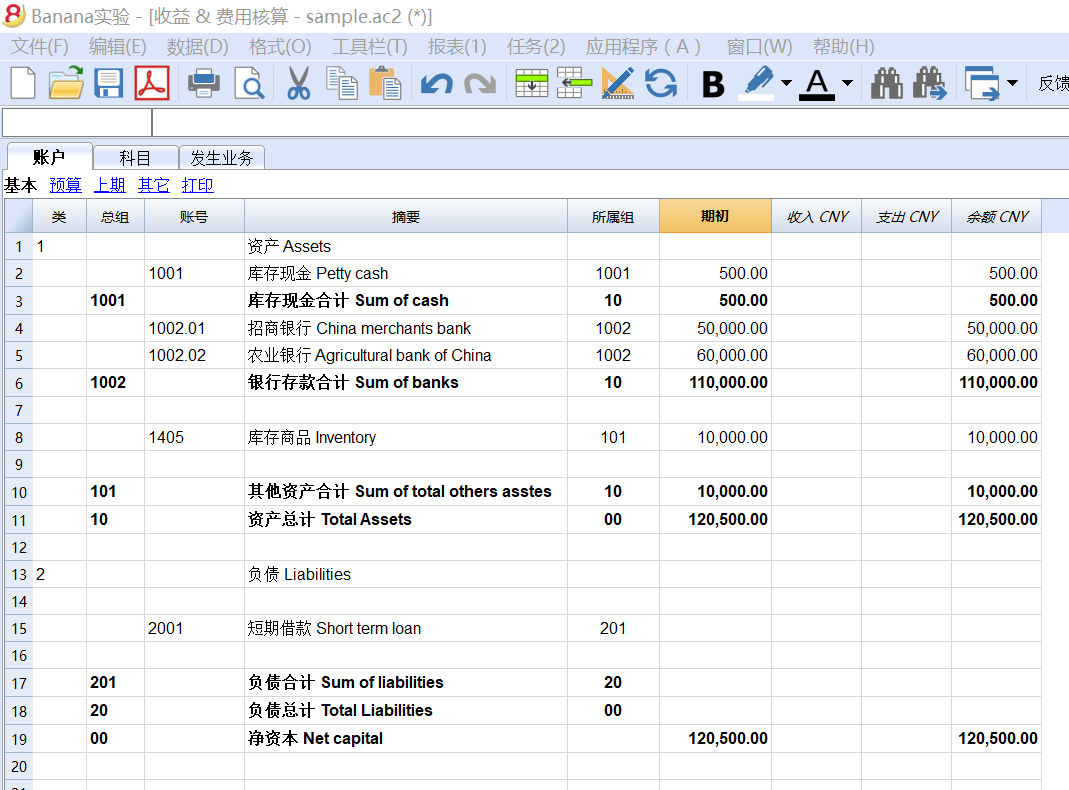 Banana实验 - [收益 & 费用核算 - sample.ac2 (*)]
文件(F) 编辑(E) 数据(D) 格式(O) 工具栏(T) 报表(1) 任务(2) 应用程序(A) 窗口(W) 帮助(H)
B A 反馈
账户 科目 发生业务
基本 预算 上期 其它 打印
类 总组 账号 摘要 所属组 期初 收入 CNY 支出 CNY 余额 CNY
1 1 资产 Assets
2 1001 库存现金 Petty cash 1001 500.00 500.00
3 1001 库存现金合计 Sum of cash 10 500.00 500.00
4 1002.01 招商银行 China merchants bank 1002 50,000.00 50,000.00
5 1002.02 农业银行 Agricultural bank of China 1002 60,000.00 60,000.00
6 1002 银行存款合计 Sum of banks 10 110,000.00 110,000.00
7
8 1405 库存商品 Inventory 101 10,000.00 10,000.00
9
10 101 其他资产合计 Sum of total others asstes 10 10,000.00 10,000.00
11 10 资产总计 Total Assets 00 120,500.00 120,500.00
12
13 2 负债 Liabilities
14
15 2001 短期借款 Short term loan 201
16
17 201 负债合计 Sum of liabilities 20
18 20 负债总计 Total Liabilities 00
19 00 净资本 Net capital 120,500.00 120,500.00
20